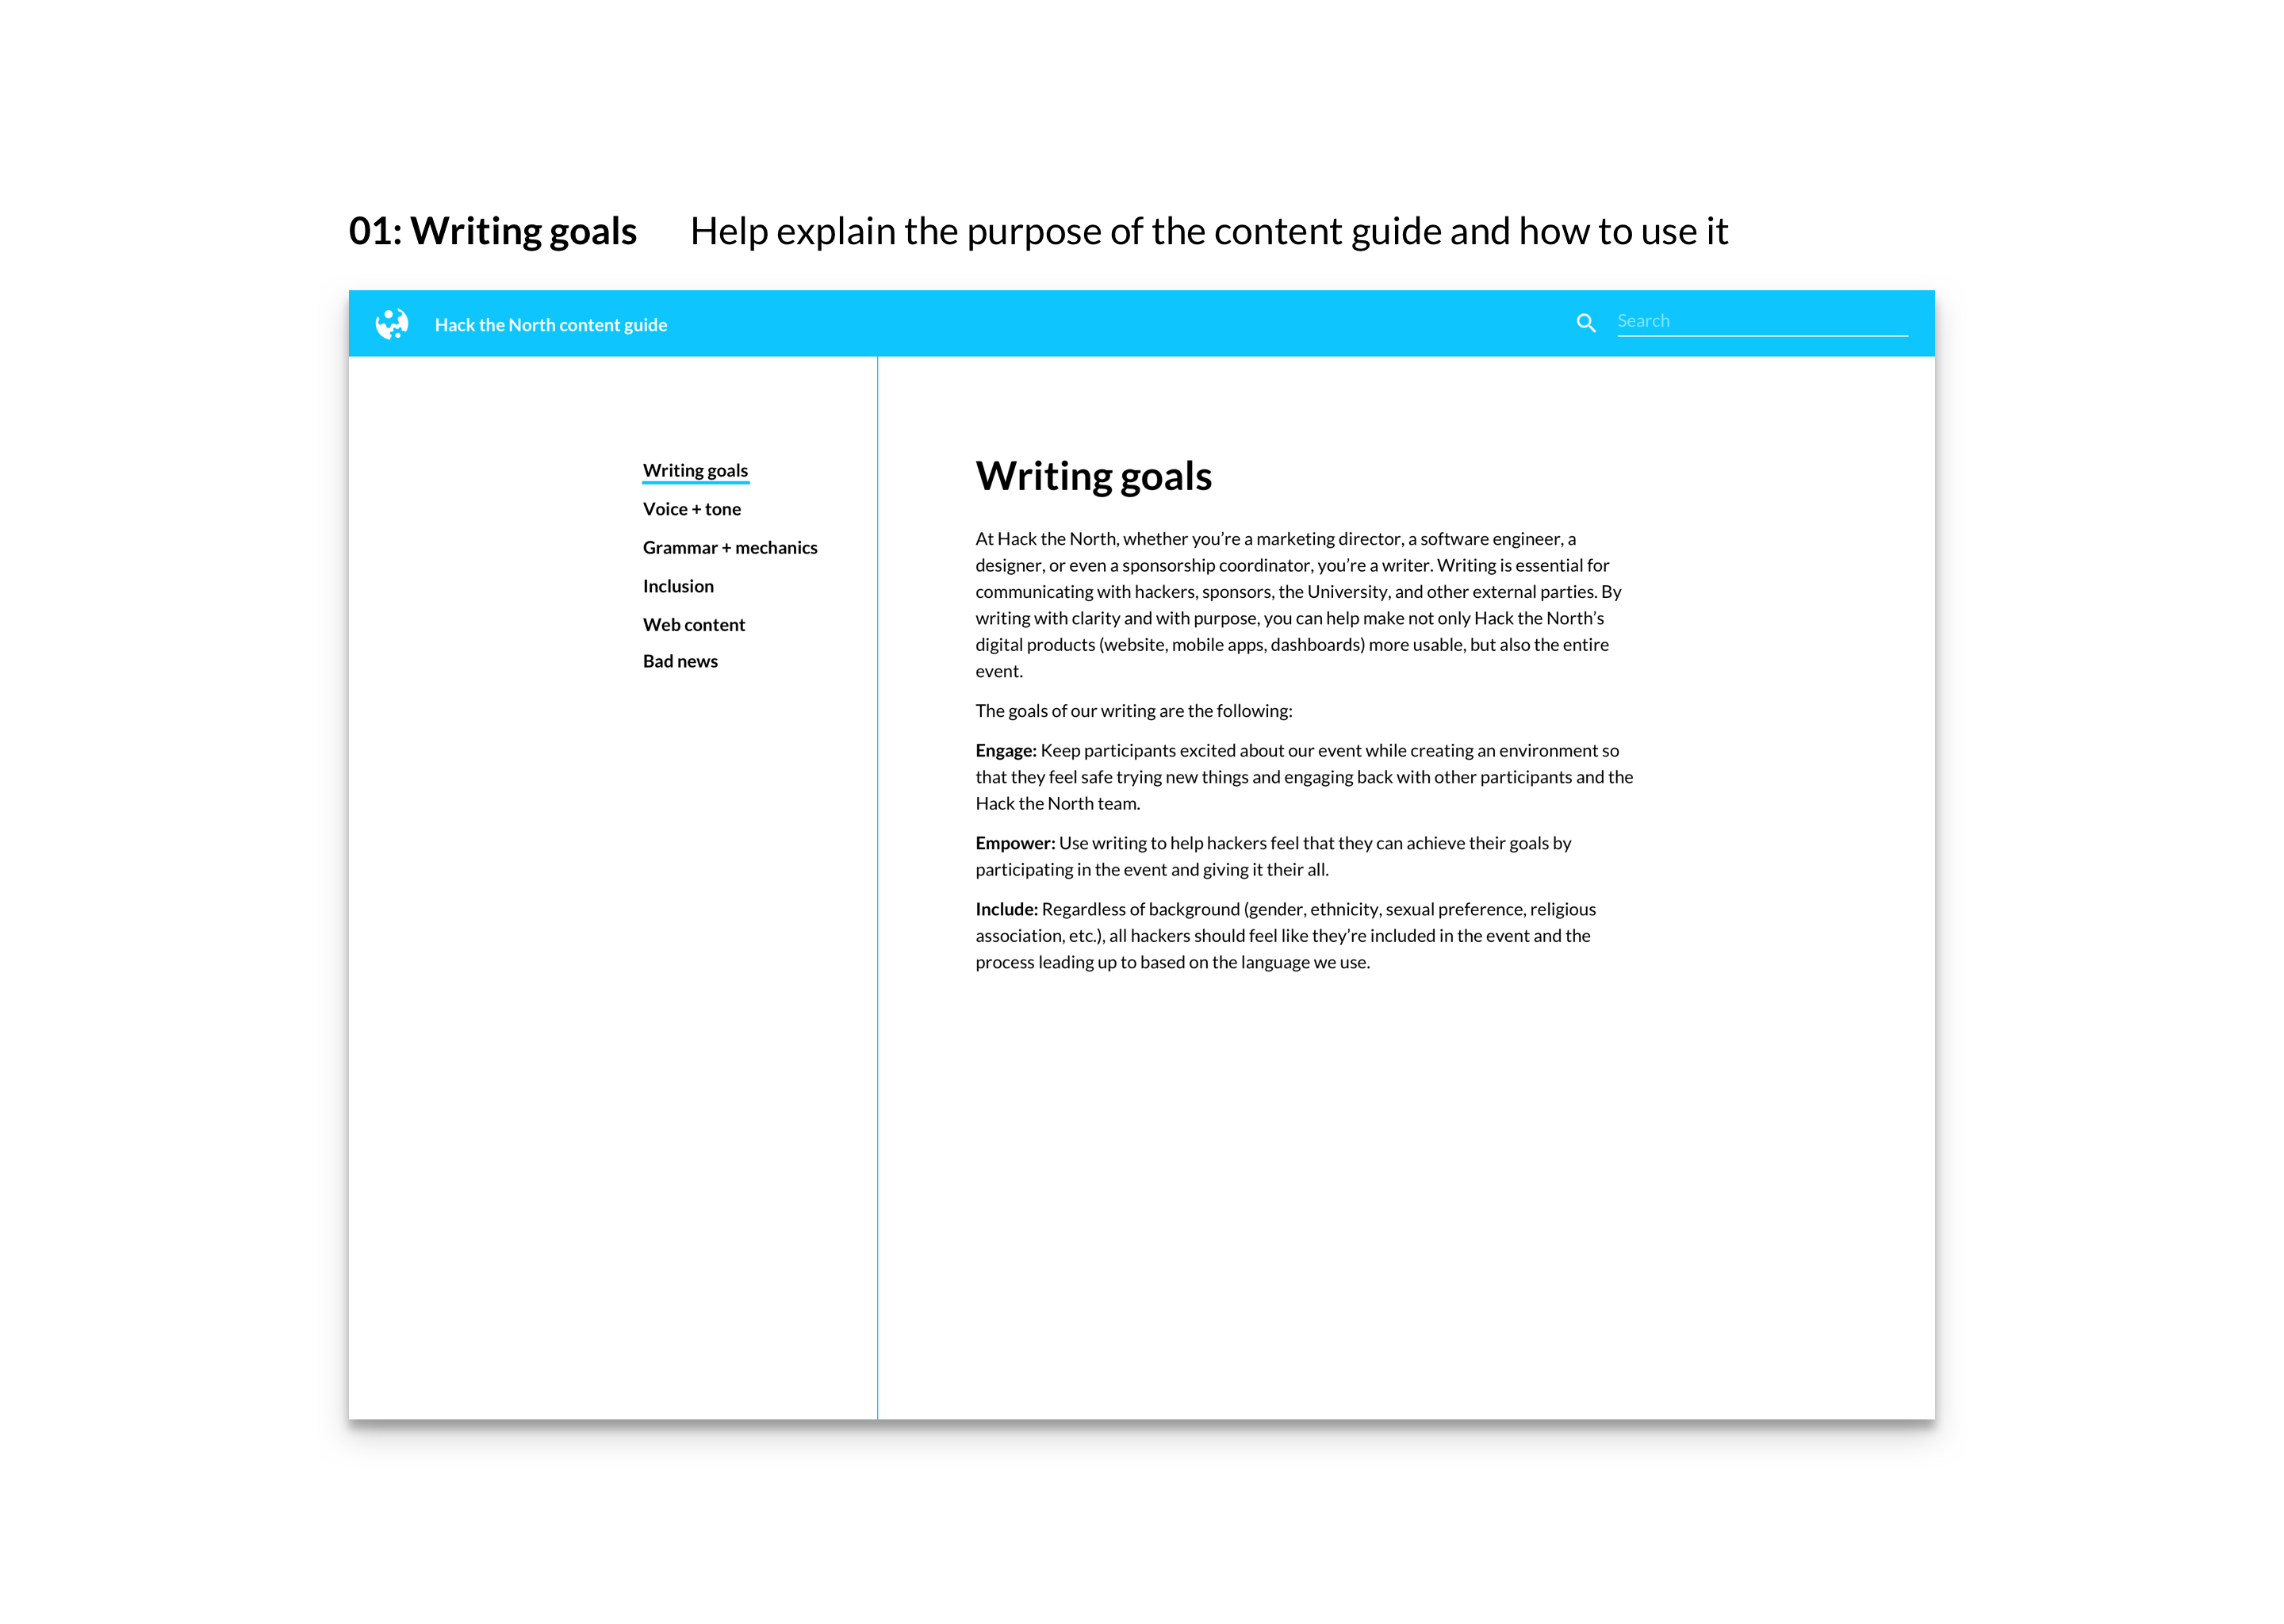 01: Writing goals Help explain the purpose of the content guide and how to use it
Hack the North content guide
Search
Writing goals
Voice + tone
Grammar + mechanics
Inclusion
Web content
Bad news
Writing goals
At Hack the North, whether you’re a marketing director, a software engineer, a
designer, or even a sponsorship coordinator, you’re a writer. Writing is essential for
communicating with hackers, sponsors, the University, and other external parties. By
writing with clarity and with purpose, you can help make not only Hack the North’s
digital products (website, mobile apps, dashboards) more usable, but also the entire
event.
The goals of our writing are the following:
Engage: Keep participants excited about our event while creating an environment so
that they feel safe trying new things and engaging back with other participants and the
Hack the North team.
Empower: Use writing to help hackers feel that they can achieve their goals by
participating in the event and giving it their all.
Include: Regardless of background (gender, ethnicity, sexual preference, religious
association, etc.), all hackers should feel like they’re included in the event and the
process leading up to based on the language we use.